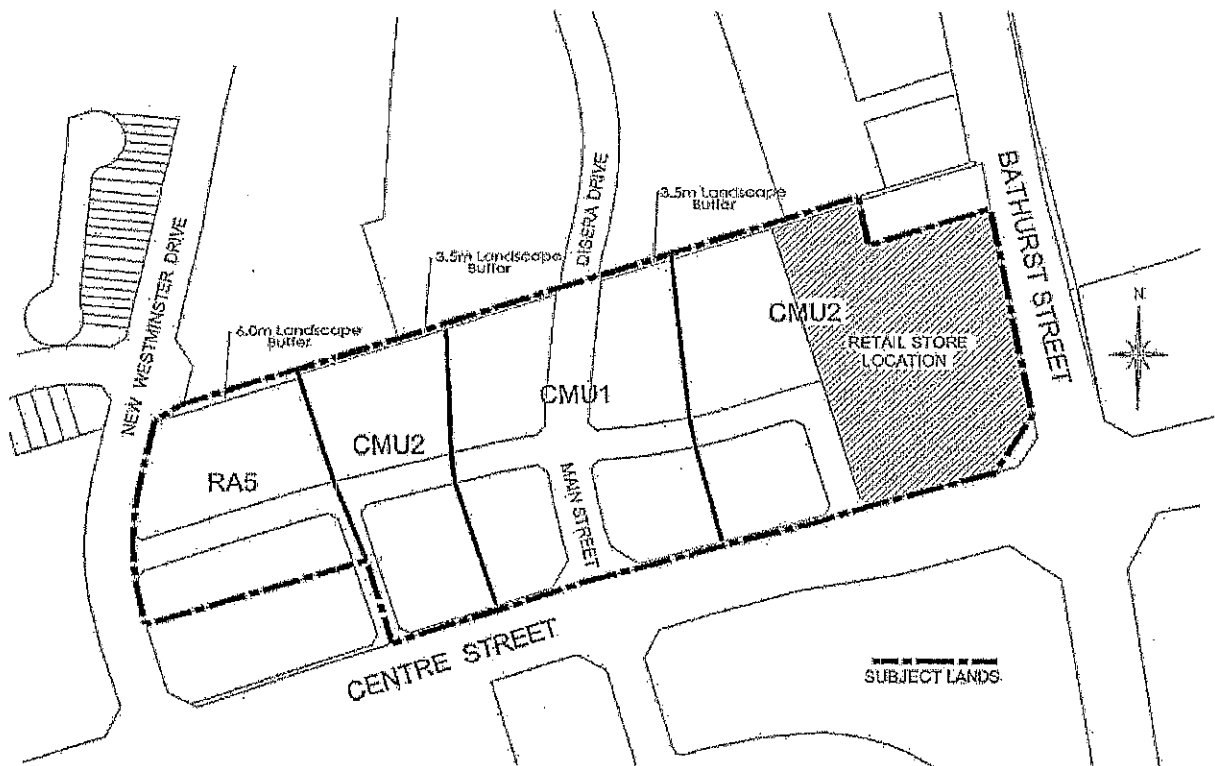 BATHURST STREET
3.5m Landscape
Buffer
DISERA DRIVE
3.5m Landscape
Buffer
NEW WESTMINSTER DRIVE
6.0m Landscape
Buffer
N
CMU2
RETAIL STORE
LOCATION
CMU1
CMU2
RA5
MAIN STREET
CENTRE STREET
SUBJECT LANDS